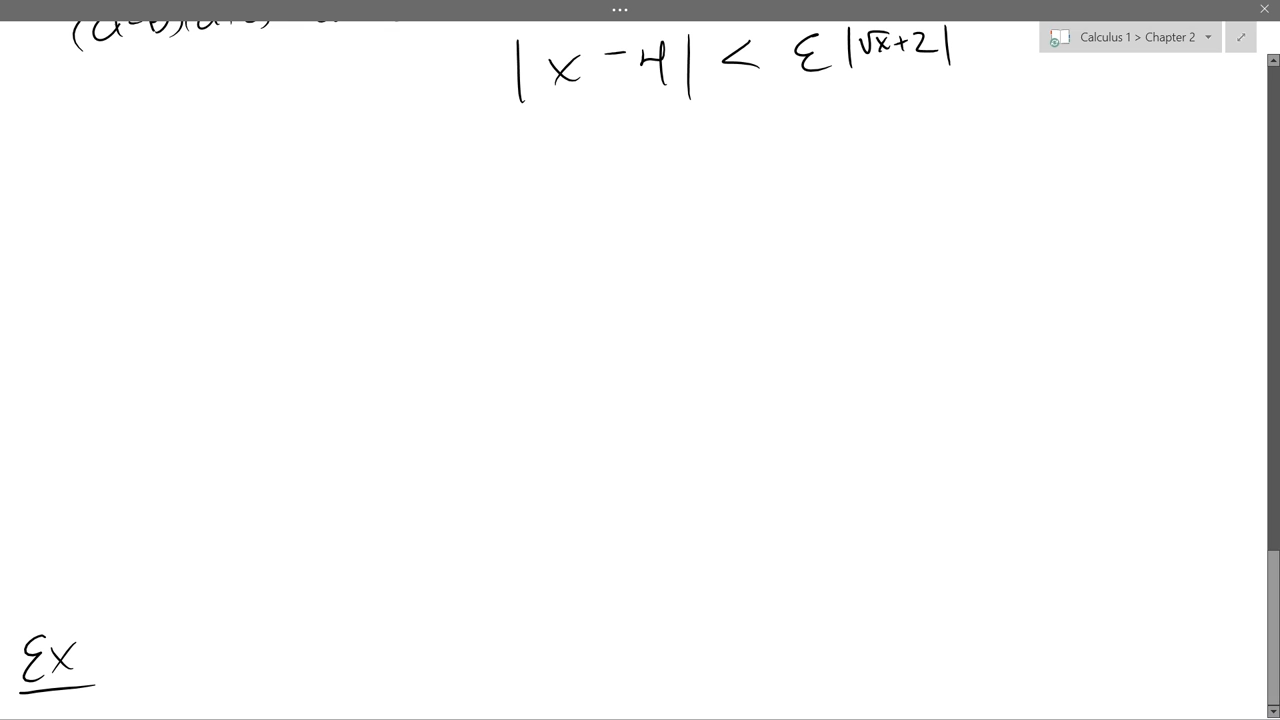 Calculus 1 > Chapter 2
|x - 4| < ε|√x + 2|
Ex